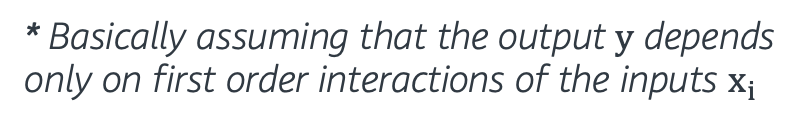 * Basically assuming that the output y depends
only on first order interactions of the inputs xᵢ